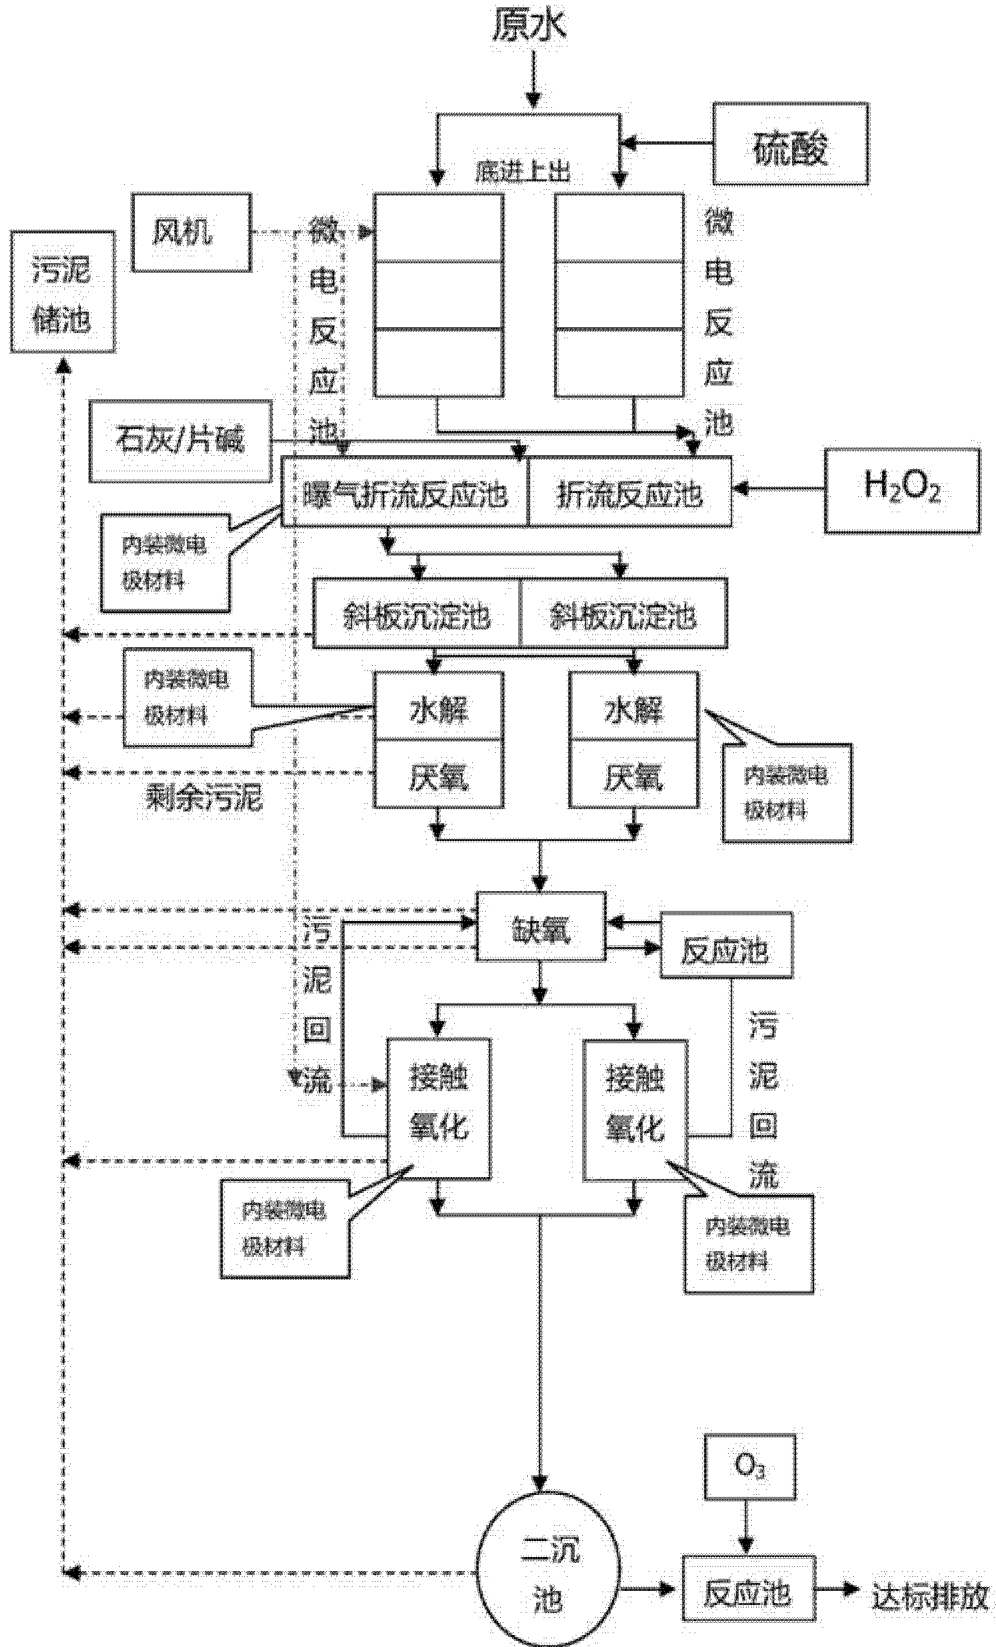 原水
硫酸
底进上出
风机
污泥
储池
微电反应池
微电反应池
石灰/片碱
曝气折流反应池
折流反应池
H₂O₂
内装微电
极材料
斜板沉淀池
斜板沉淀池
内装微电
极材料
水解
水解
厌氧
厌氧
内装微电
极材料
剩余污泥
缺氧
反应池
污泥回流
污泥回流
接触
氧化
接触
氧化
内装微电
极材料
内装微电
极材料
O₃
二沉
池
反应池
达标排放